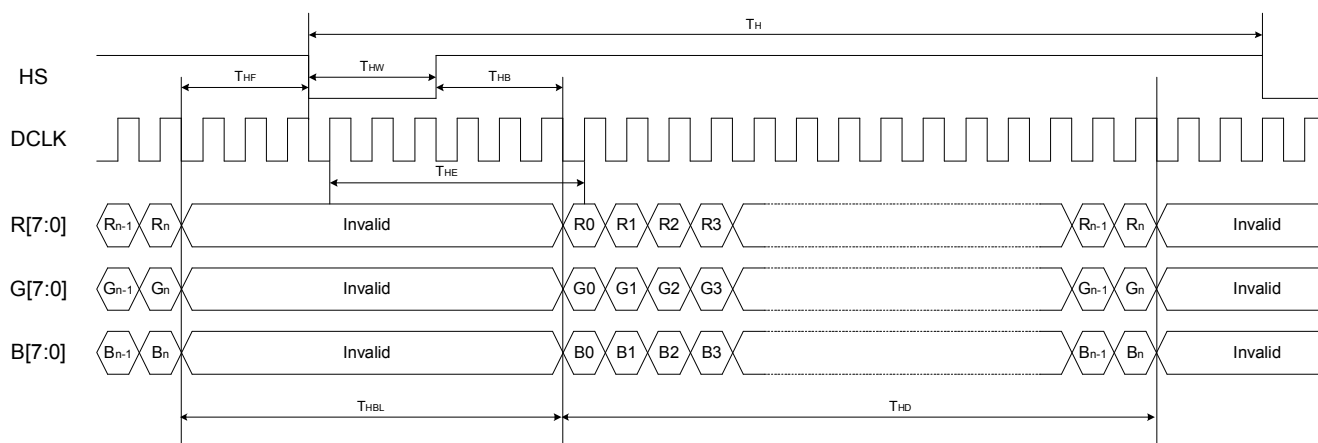 TH
HS
THF THW THB
DCLK
THE
R[7:0] Rn-1 Rn Invalid R0 R1 R2 R3 Rn-1 Rn Invalid
G[7:0] Gn-1 Gn Invalid G0 G1 G2 G3 Gn-1 Gn Invalid
B[7:0] Bn-1 Bn Invalid B0 B1 B2 B3 Bn-1 Bn Invalid
THBL THD